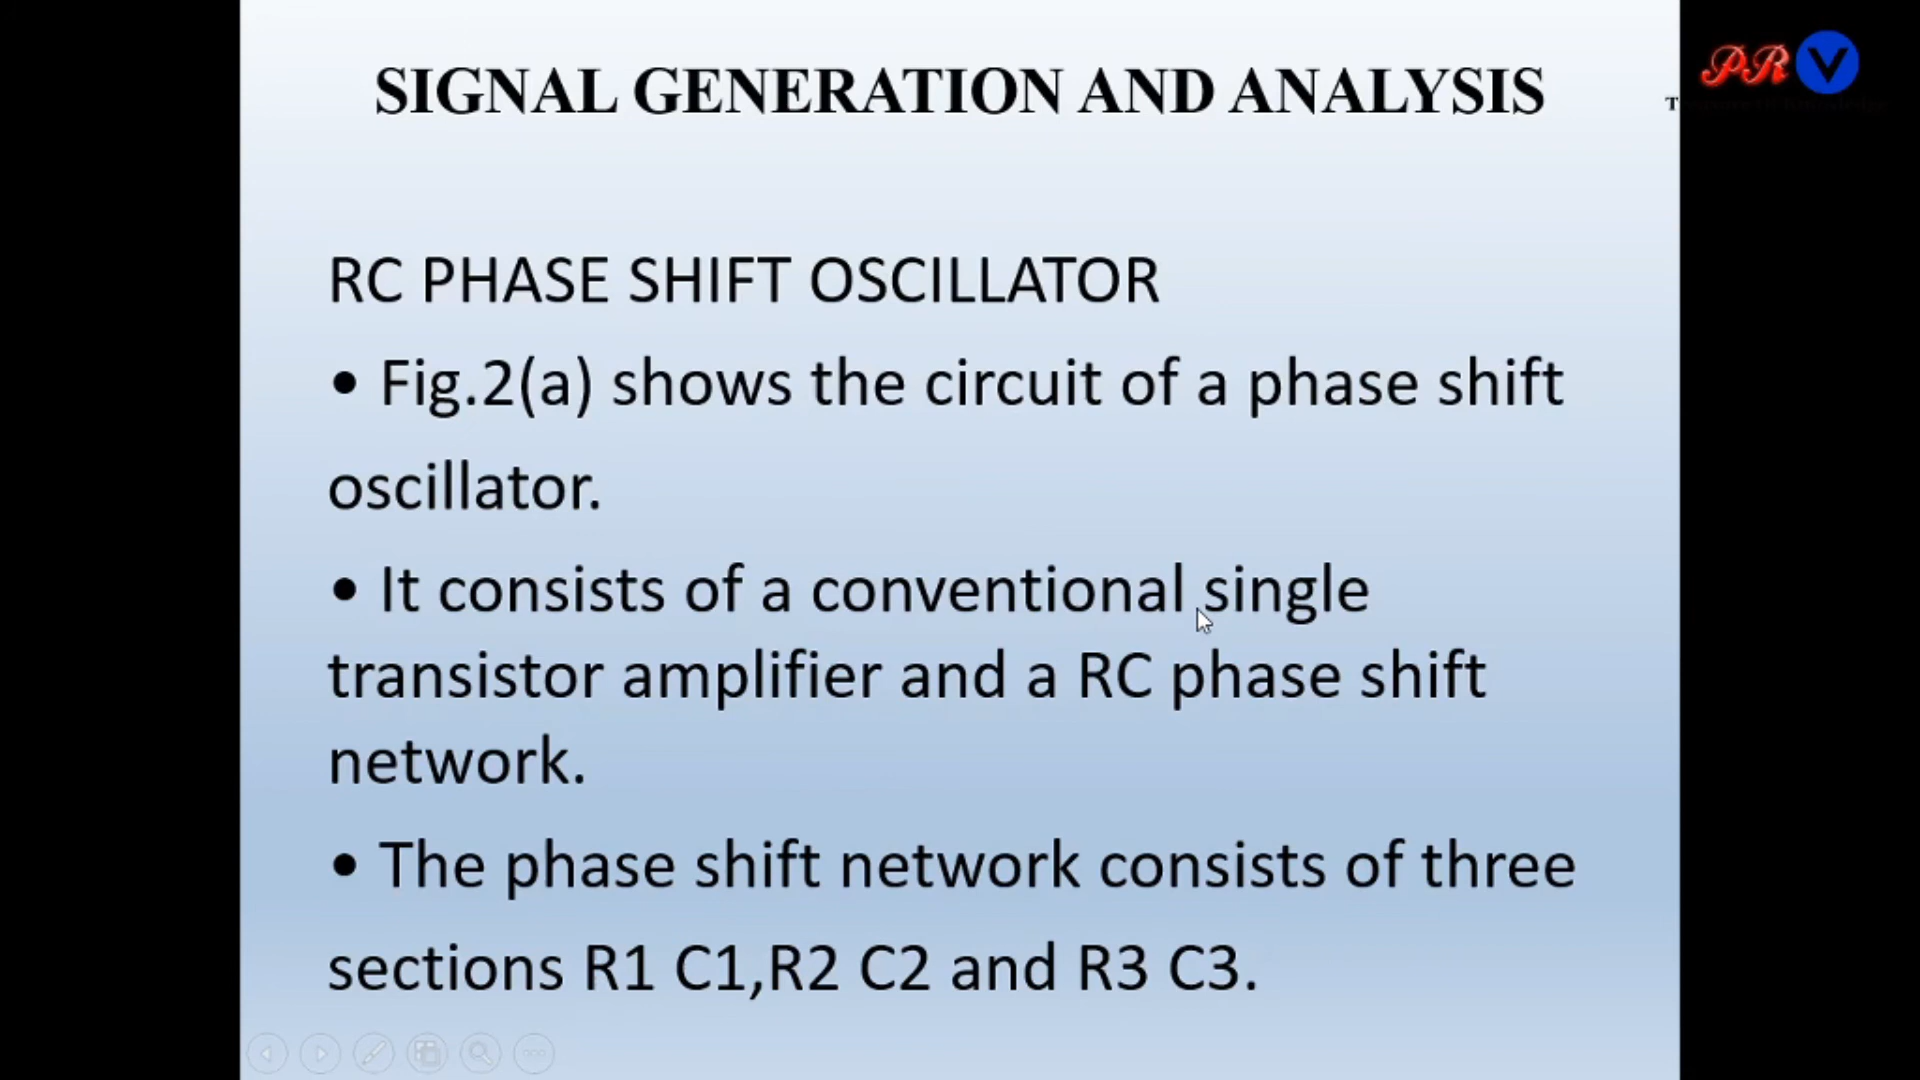 SIGNAL GENERATION AND ANALYSIS
PR V
RC PHASE SHIFT OSCILLATOR
• Fig.2(a) shows the circuit of a phase shift
oscillator.
• It consists of a conventional single
transistor amplifier and a RC phase shift
network.
• The phase shift network consists of three
sections R1 C1,R2 C2 and R3 C3.